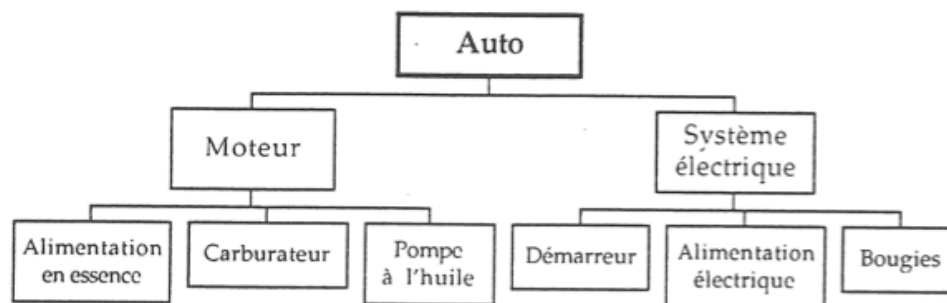 Auto
Moteur
Système
électrique
Alimentation
en essence
Carburateur
Pompe
à l'huile
Démarreur
Alimentation
électrique
Bougies